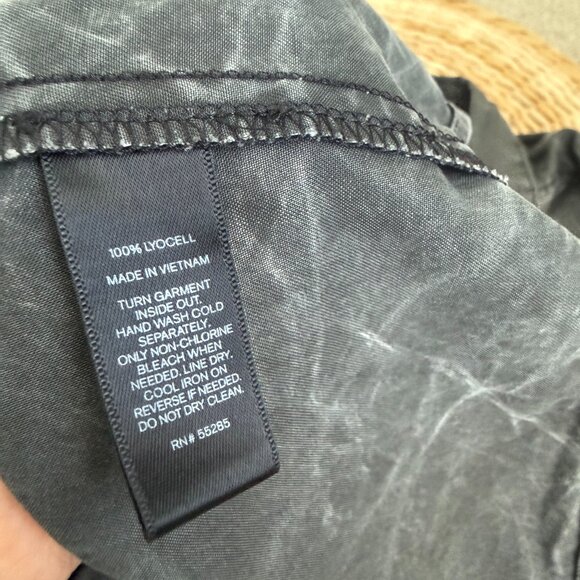 100% LYOCELL
MADE IN VIETNAM
TURN GARMENT
INSIDE OUT.
HAND WASH COLD
SEPARATELY.
ONLY NON-CHLORINE
BLEACH WHEN
NEEDED. LINE DRY.
COOL IRON ON
REVERSE IF NEEDED.
DO NOT DRY CLEAN.
RN# 55285